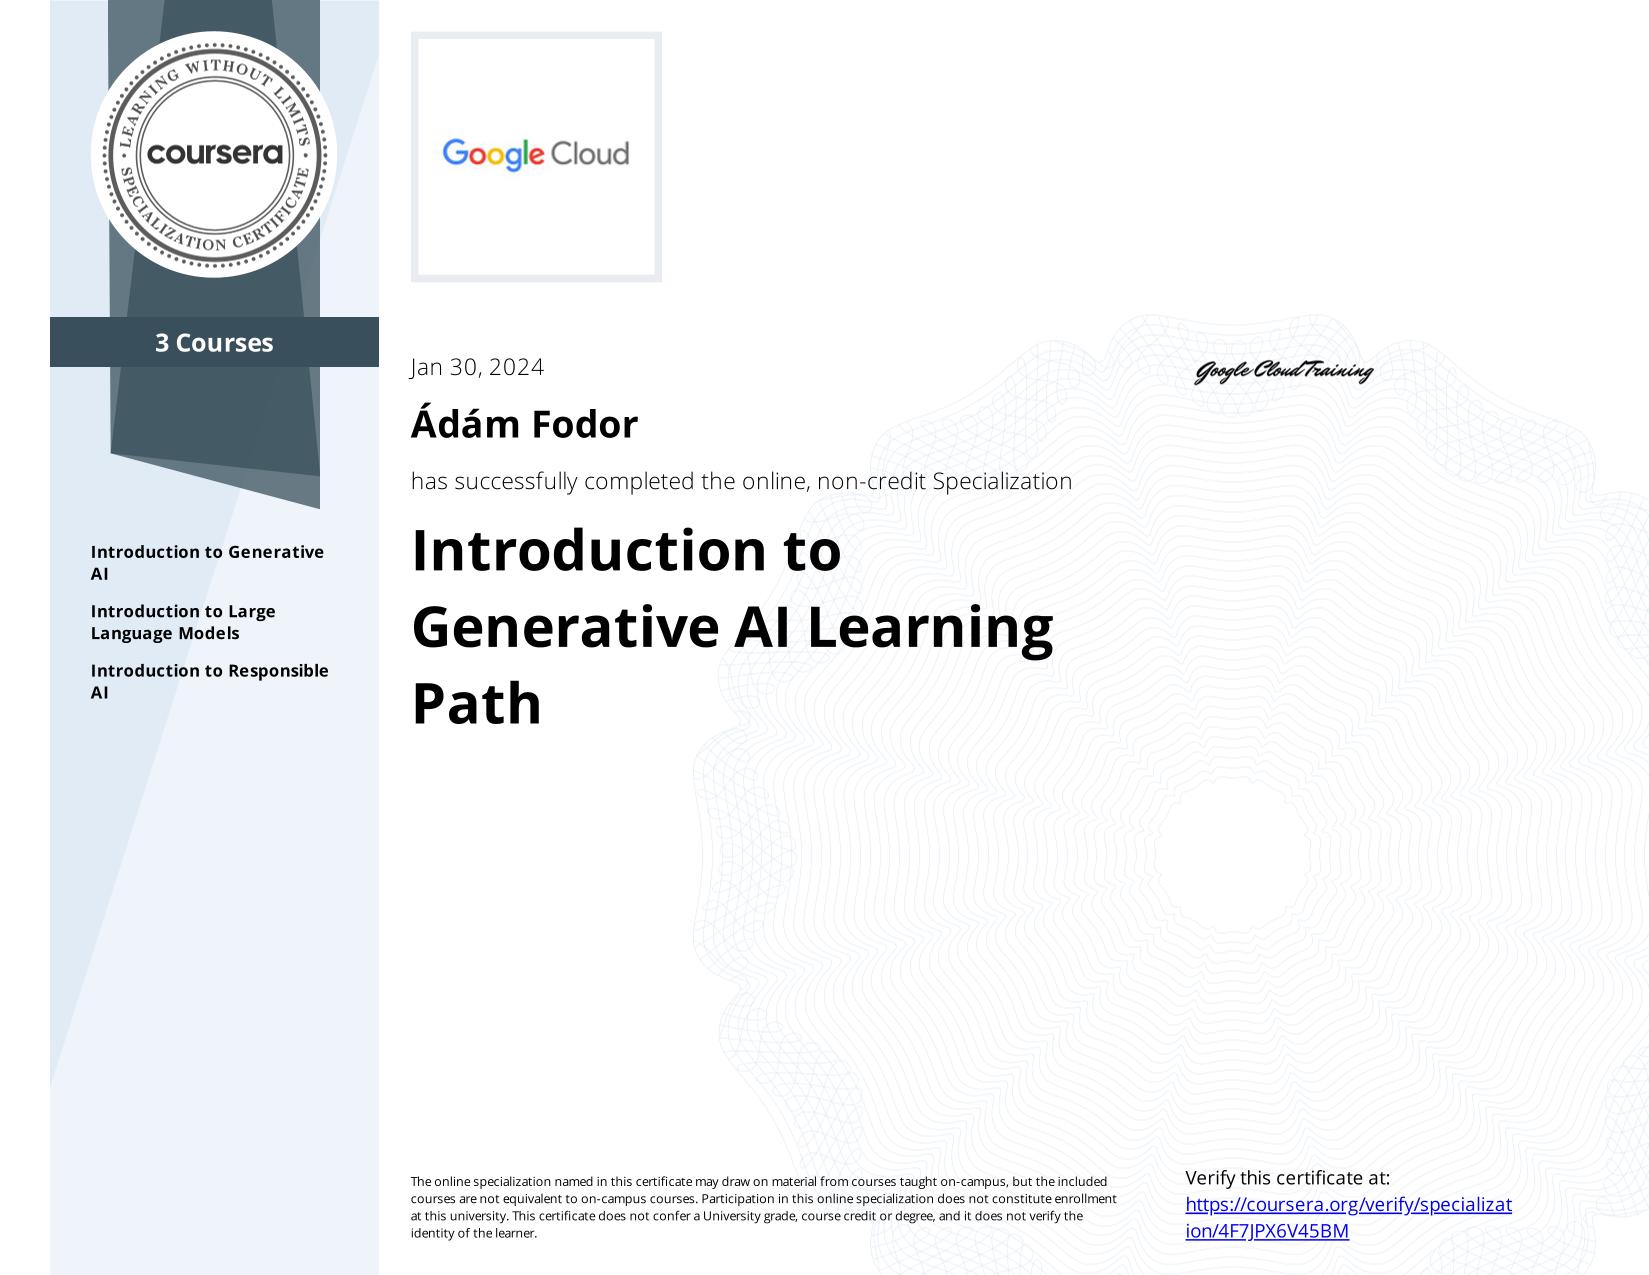 LEARNING WITHOUT LIMITS
coursera
SPECIALIZATION CERTIFICATE
3 Courses
Introduction to Generative
AI
Introduction to Large
Language Models
Introduction to Responsible
AI
Google Cloud
Jan 30, 2024
Google Cloud Training
Ádám Fodor
has successfully completed the online, non-credit Specialization
Introduction to
Generative AI Learning
Path
The online specialization named in this certificate may draw on material from courses taught on-campus, but the included
courses are not equivalent to on-campus courses. Participation in this online specialization does not constitute enrollment
at this university. This certificate does not confer a University grade, course credit or degree, and it does not verify the
identity of the learner.
Verify this certificate at:
https://coursera.org/verify/specializat
ion/4F7JPX6V45BM